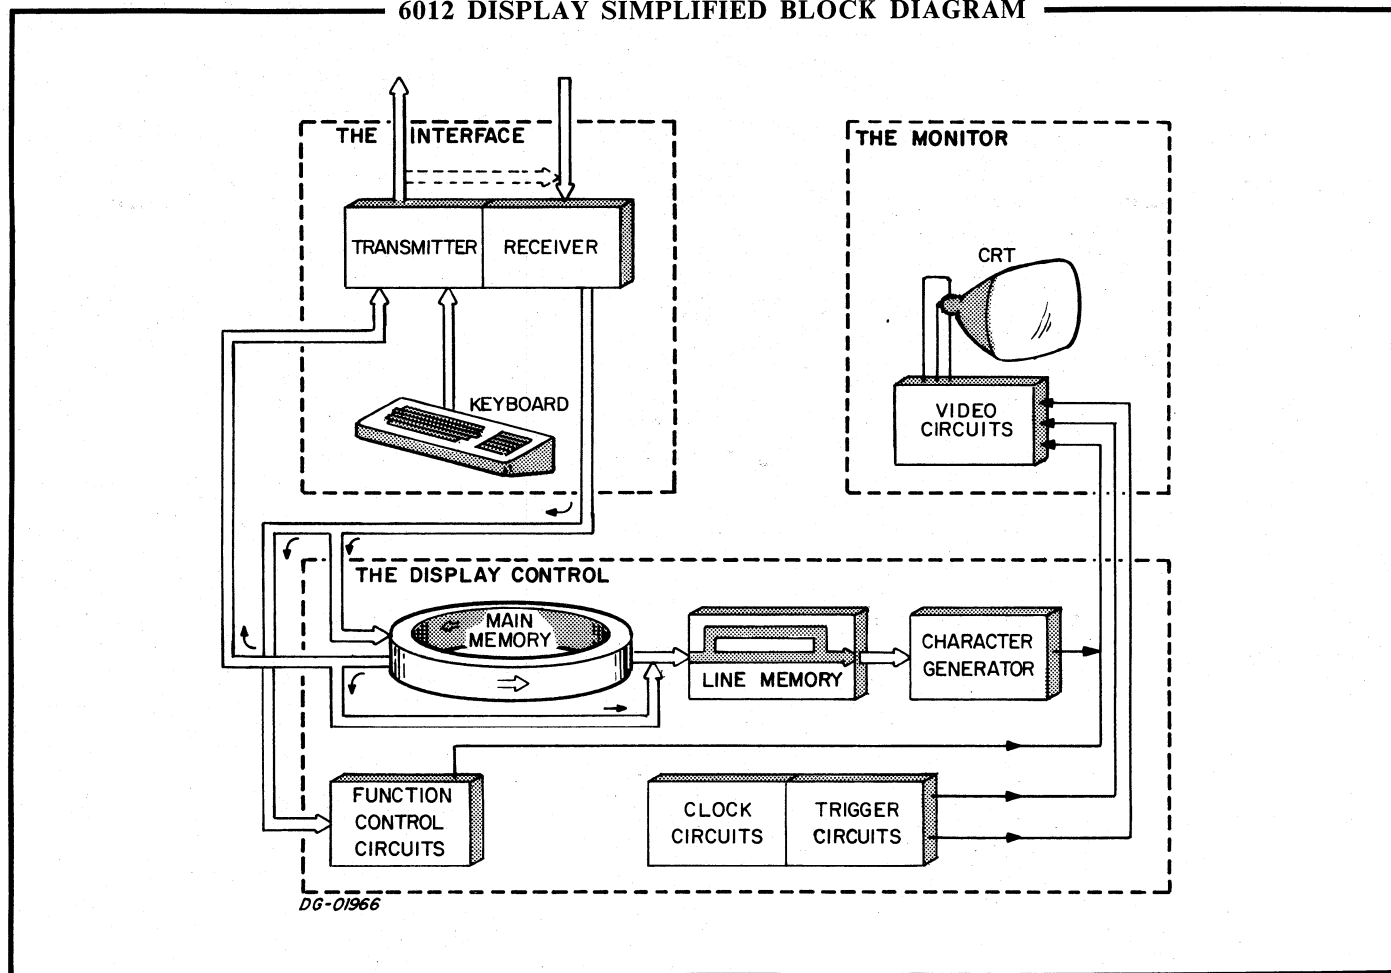 6012 DISPLAY SIMPLIFIED BLOCK DIAGRAM
THE INTERFACE
TRANSMITTER
RECEIVER
KEYBOARD
THE MONITOR
CRT
VIDEO
CIRCUITS
THE DISPLAY CONTROL
MAIN
MEMORY
LINE MEMORY
CHARACTER
GENERATOR
FUNCTION
CONTROL
CIRCUITS
CLOCK
CIRCUITS
TRIGGER
CIRCUITS
DG-01966